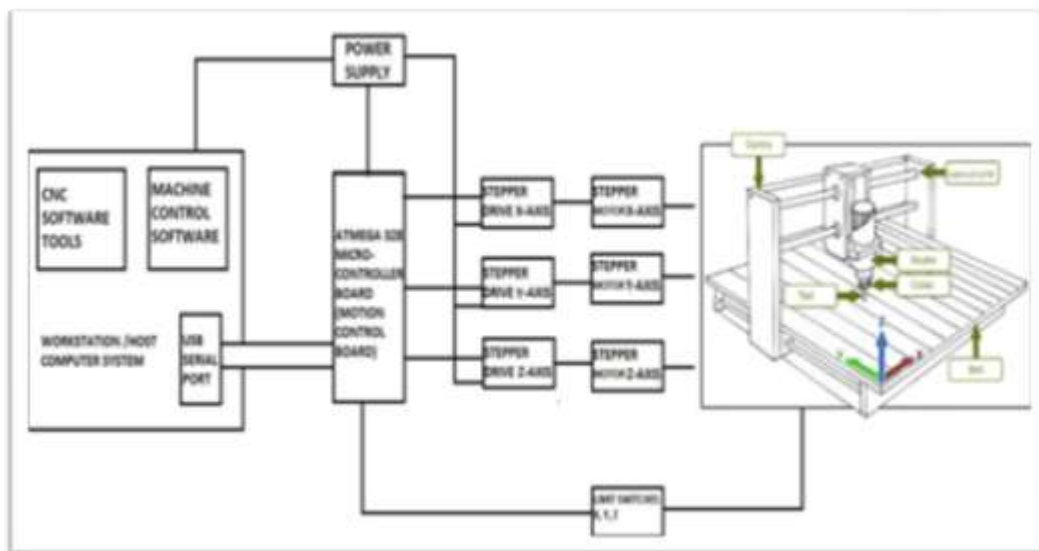 POWER
SUPPLY
CNC
SOFTWARE
TOOLS
MACHINE
CONTROL
SOFTWARE
WORKSTATION /HOST
COMPUTER SYSTEM
USB
SERIAL
PORT
ATMEGA 328
MICRO-
CONTROLLER
BOARD
(MOTION
CONTROL
BOARD)
STEPPER
DRIVE X-AXIS
STEPPER
MOTOR X-AXIS
STEPPER
DRIVE Y-AXIS
STEPPER
MOTOR Y-AXIS
STEPPER
DRIVE Z-AXIS
STEPPER
MOTOR Z-AXIS
LIMIT SWITCHES
X, Y, Z
Gantry
Router
Collet
Tool
Bed
Z
X
Y